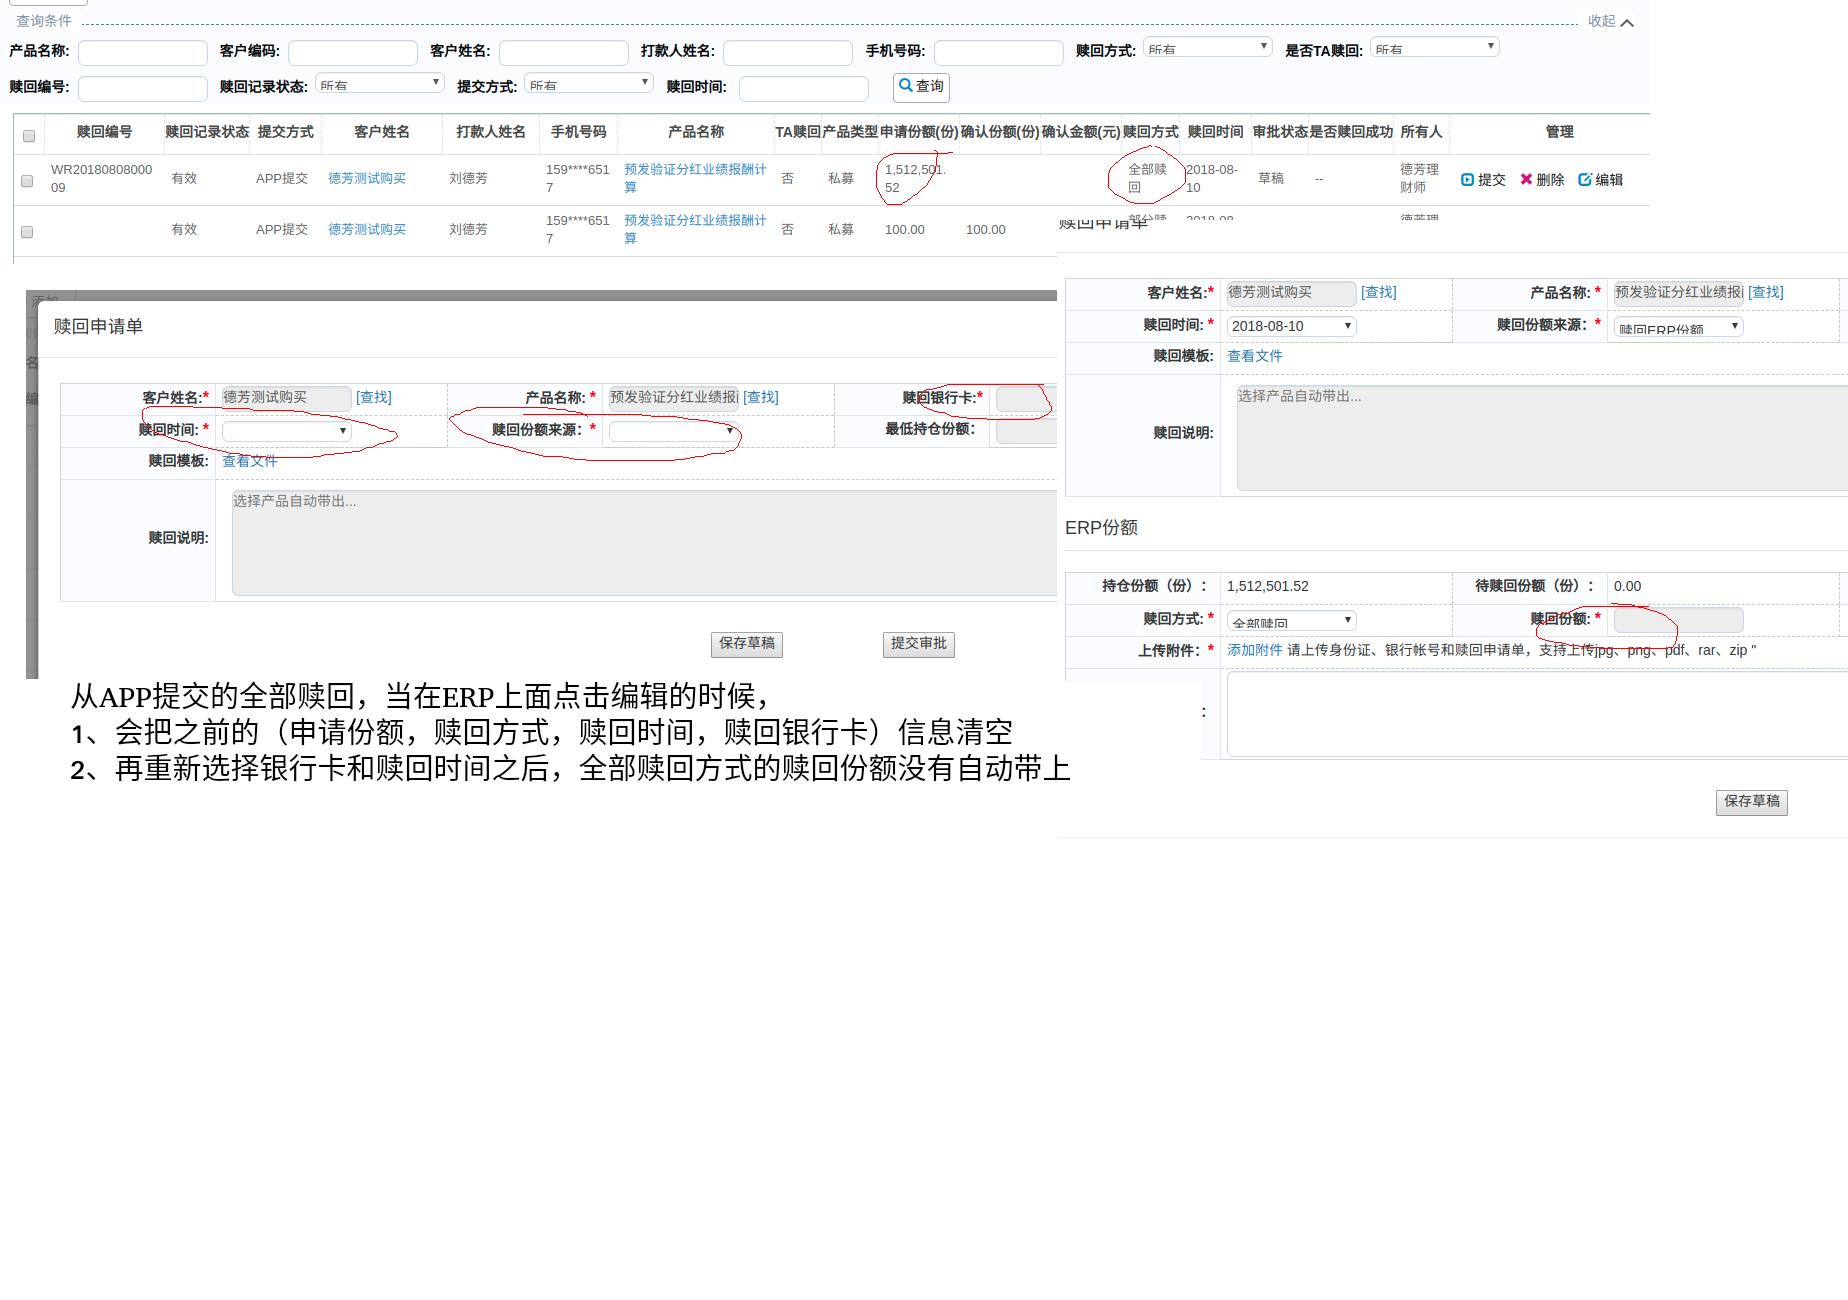 查询条件 收起
产品名称: 客户编码: 客户姓名: 打款人姓名: 手机号码: 赎回方式: 所有 是否TA赎回: 所有
赎回编号: 赎回记录状态: 所有 提交方式: 所有 赎回时间: 查询
赎回编号 赎回记录状态 提交方式 客户姓名 打款人姓名 手机号码 产品名称 TA赎回 产品类型 申请份额(份) 确认份额(份) 确认金额(元) 赎回方式 赎回时间 审批状态 是否赎回成功 所有人 管理
WR20180808000 159****651 预发验证分红业绩报酬计 1,512,501. 全部赎 2018-08- 德芳理
有效 APP提交 德芳测试购买 刘德芳 否 私募 草稿 -- 提交 删除 编辑
09 7 算 52 回 10 财师
159****651 预发验证分红业绩报酬计 部分赎 2018-08 德芳理
有效 APP提交 德芳测试购买 刘德芳 否 私募 100.00 100.00
7 算
赎回申请单
客户姓名:* 德芳测试购买 [查找] 产品名称: * 预发验证分红业绩报 [查找]
赎回时间: * 2018-08-10 赎回份额来源: * 赎回ERP份额
赎回模板: 查看文件
选择产品自动带出...
赎回说明:
ERP份额
持仓份额（份）： 1,512,501.52 待赎回份额（份）： 0.00
赎回方式: * 全部赎回 赎回份额: *
上传附件：* 添加附件 请上传身份证、银行帐号和赎回申请单，支持上传jpg、png、pdf、rar、zip "
:
保存草稿
添加
名
编
赎回申请单
客户姓名:* 德芳测试购买 [查找] 产品名称: * 预发验证分红业绩报 [查找] 赎回银行卡:*
赎回时间: * 赎回份额来源: * 最低持仓份额:
赎回模板: 查看文件
选择产品自动带出...
赎回说明:
保存草稿 提交审批
从APP提交的全部赎回，当在ERP上面点击编辑的时候，
1、会把之前的（申请份额，赎回方式，赎回时间，赎回银行卡）信息清空
2、再重新选择银行卡和赎回时间之后，全部赎回方式的赎回份额没有自动带上